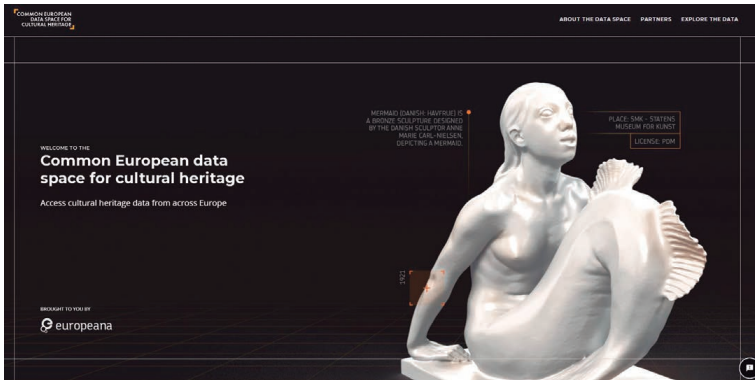 COMMON EUROPEAN
DATA SPACE FOR
CULTURAL HERITAGE
ABOUT THE DATA SPACE PARTNERS EXPLORE THE DATA
MERMAID (DANISH: HAVFRUE) IS
A BRONZE SCULPTURE DESIGNED
BY THE DANISH SCULPTOR ANNE
MARIE CARL-NIELSEN,
DEPICTING A MERMAID.
PLACE: SMK - STATENS
MUSEUM FOR KUNST
LICENSE: PDM
WELCOME TO THE
Common European data
space for cultural heritage
Access cultural heritage data from across Europe
1921
BROUGHT TO YOU BY
europeana